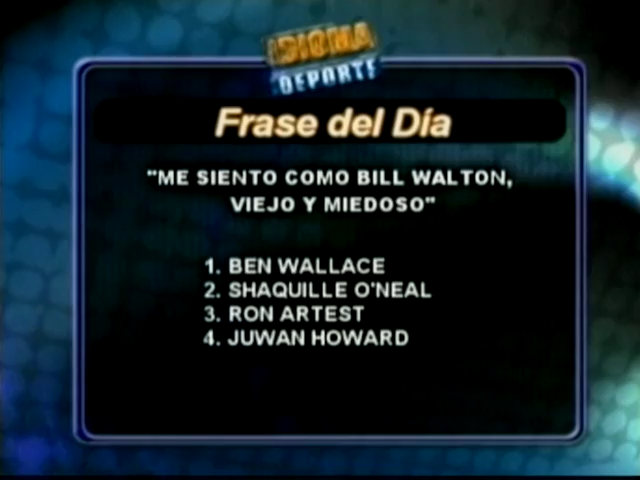 IDIOMA
DEPORTE
Frase del Día
"ME SIENTO COMO BILL WALTON,
VIEJO Y MIEDOSO"
1. BEN WALLACE
2. SHAQUILLE O'NEAL
3. RON ARTEST
4. JUWAN HOWARD